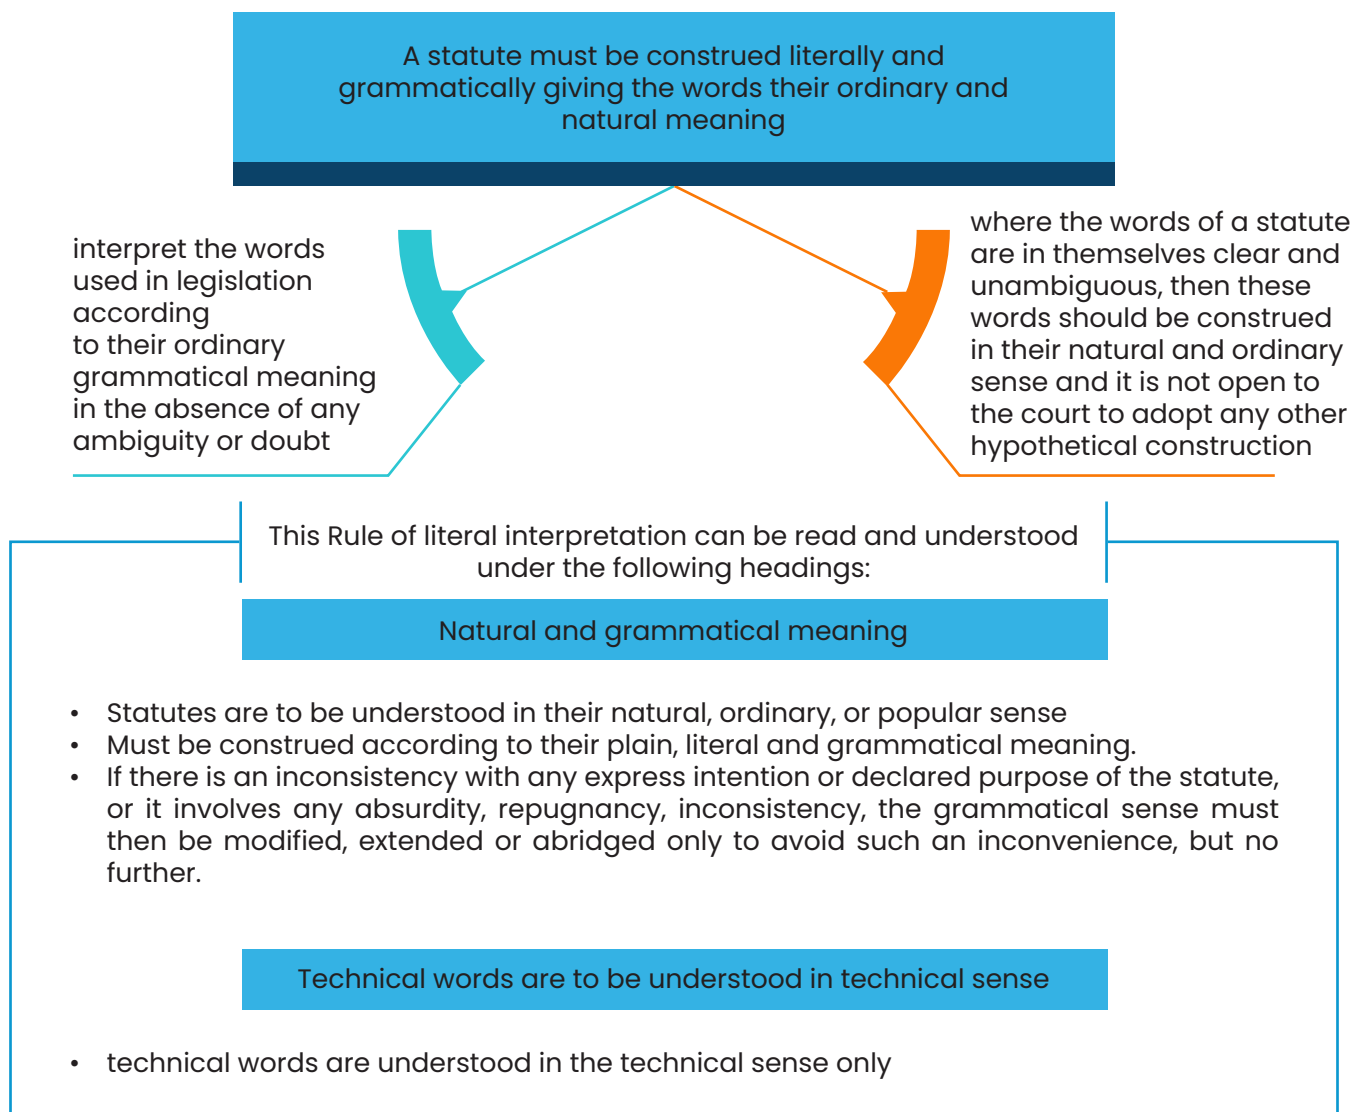 A statute must be construed literally and
grammatically giving the words their ordinary and
natural meaning
interpret the words
used in legislation
according
to their ordinary
grammatical meaning
in the absence of any
ambiguity or doubt
where the words of a statute
are in themselves clear and
unambiguous, then these
words should be construed
in their natural and ordinary
sense and it is not open to
the court to adopt any other
hypothetical construction
This Rule of literal interpretation can be read and understood
under the following headings:
Natural and grammatical meaning
• Statutes are to be understood in their natural, ordinary, or popular sense
• Must be construed according to their plain, literal and grammatical meaning.
• If there is an inconsistency with any express intention or declared purpose of the statute,
or it involves any absurdity, repugnancy, inconsistency, the grammatical sense must
then be modified, extended or abridged only to avoid such an inconvenience, but no
further.
Technical words are to be understood in technical sense
• technical words are understood in the technical sense only